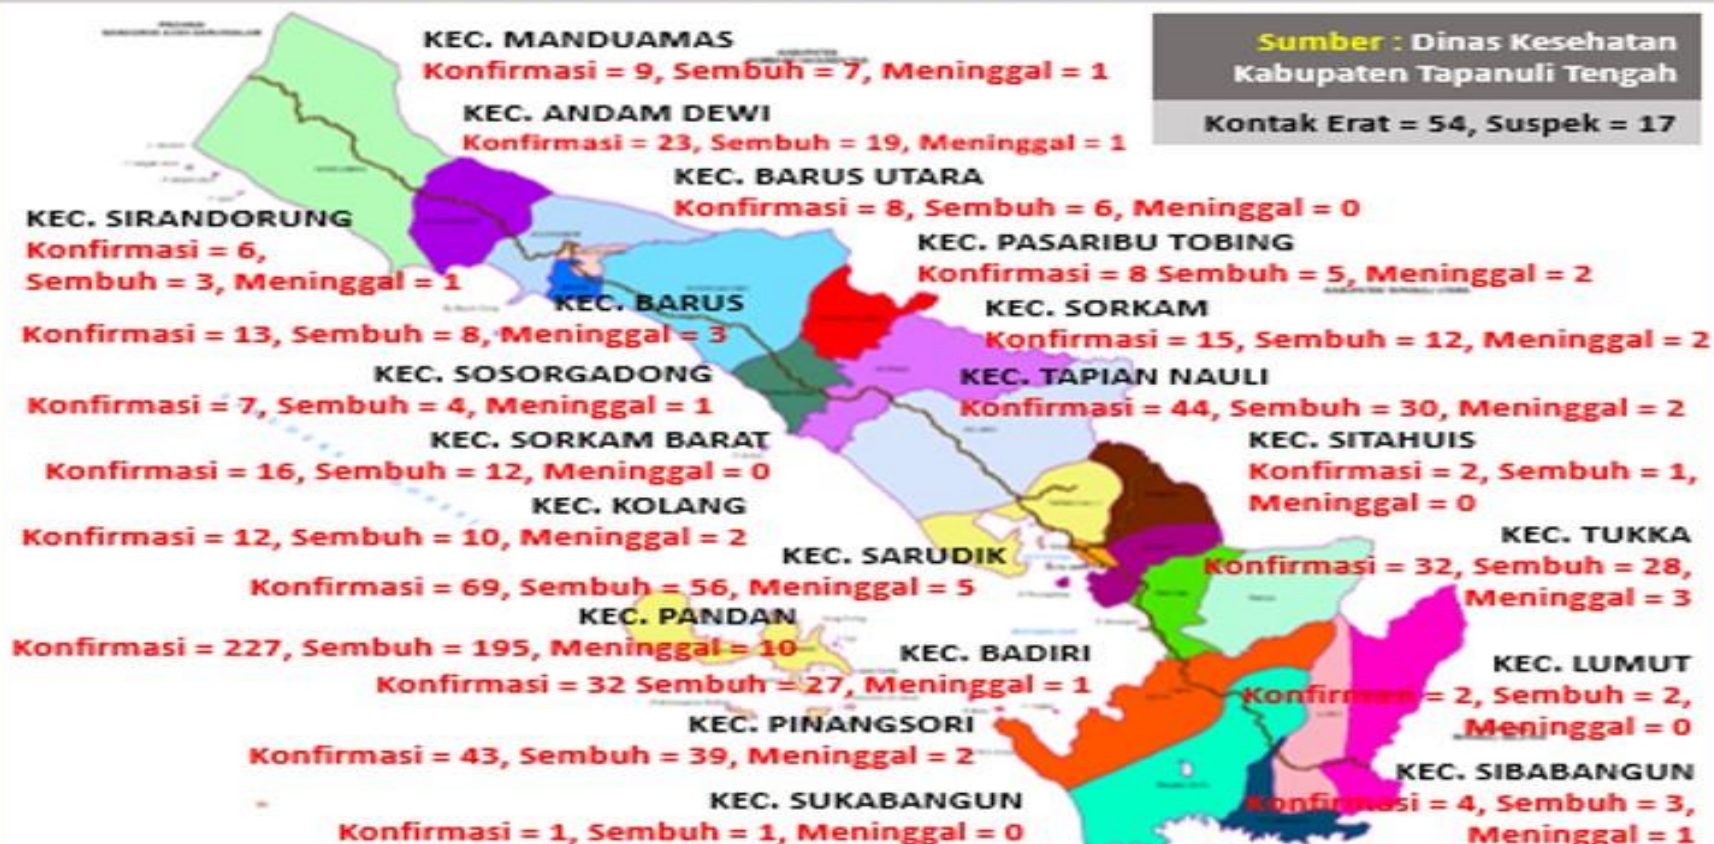 KEC. MANDUAMAS
Konfirmasi = 9, Sembuh = 7, Meninggal = 1
Sumber : Dinas Kesehatan
Kabupaten Tapanuli Tengah
Kontak Erat = 54, Suspek = 17
KEC. ANDAM DEWI
Konfirmasi = 23, Sembuh = 19, Meninggal = 1
KEC. BARUS UTARA
Konfirmasi = 8, Sembuh = 6, Meninggal = 0
KEC. SIRANDORUNG
Konfirmasi = 6,
Sembuh = 3, Meninggal = 1
KEC. PASARIBU TOBING
Konfirmasi = 8 Sembuh = 5, Meninggal = 2
KEC. BARUS
Konfirmasi = 13, Sembuh = 8, Meninggal = 3
KEC. SORKAM
Konfirmasi = 15, Sembuh = 12, Meninggal = 2
KEC. SOSORGADONG
Konfirmasi = 7, Sembuh = 4, Meninggal = 1
KEC. TAPIAN NAULI
Konfirmasi = 44, Sembuh = 30, Meninggal = 2
KEC. SORKAM BARAT
Konfirmasi = 16, Sembuh = 12, Meninggal = 0
KEC. SITAHUIS
Konfirmasi = 2, Sembuh = 1,
Meninggal = 0
KEC. KOLANG
Konfirmasi = 12, Sembuh = 10, Meninggal = 2
KEC. SARUDIK
Konfirmasi = 69, Sembuh = 56, Meninggal = 5
KEC. TUKKA
Konfirmasi = 32, Sembuh = 28,
Meninggal = 3
KEC. PANDAN
Konfirmasi = 227, Sembuh = 195, Meninggal = 10
KEC. BADIRI
Konfirmasi = 32 Sembuh = 27, Meninggal = 1
KEC. LUMUT
= 2, Sembuh = 2,
Meninggal = 0
KEC. PINANGSORI
Konfirmasi = 43, Sembuh = 39, Meninggal = 2
KEC. SIBABANGUN
Konfirmasi = 4, Sembuh = 3,
Meninggal = 1
KEC. SUKABANGUN
Konfirmasi = 1, Sembuh = 1, Meninggal = 0